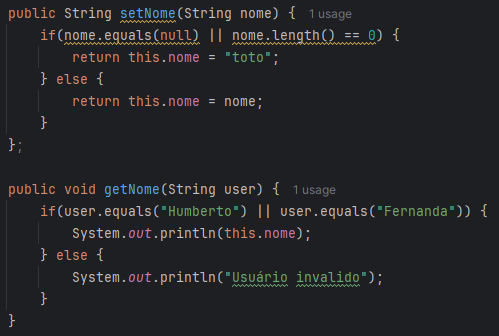 public String setNome(String nome) { 1 usage
    if(nome.equals(null) || nome.length() == 0) {
        return this.nome = "toto";
    } else {
        return this.nome = nome;
    }
};
public void getNome(String user) { 1 usage
    if(user.equals("Humberto") || user.equals("Fernanda")) {
        System.out.println(this.nome);
    } else {
        System.out.println("Usuário invalido");
    }
}